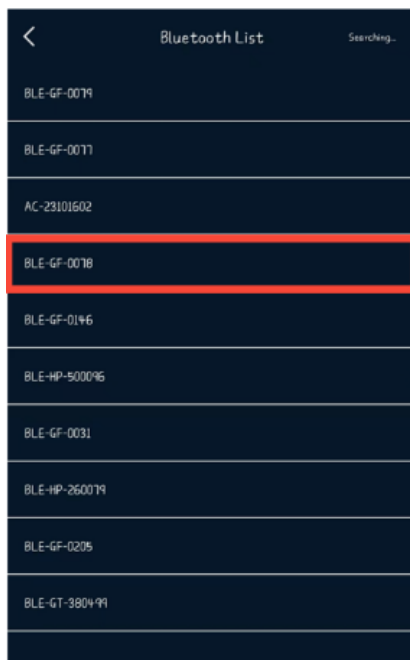 Bluetooth List
Searching...
BLE-GF-0079
BLE-GF-0077
AC-23101602
BLE-GF-0078
BLE-GF-0146
BLE-HP-500096
BLE-GF-0031
BLE-HP-260079
BLE-GF-0205
BLE-GT-380499